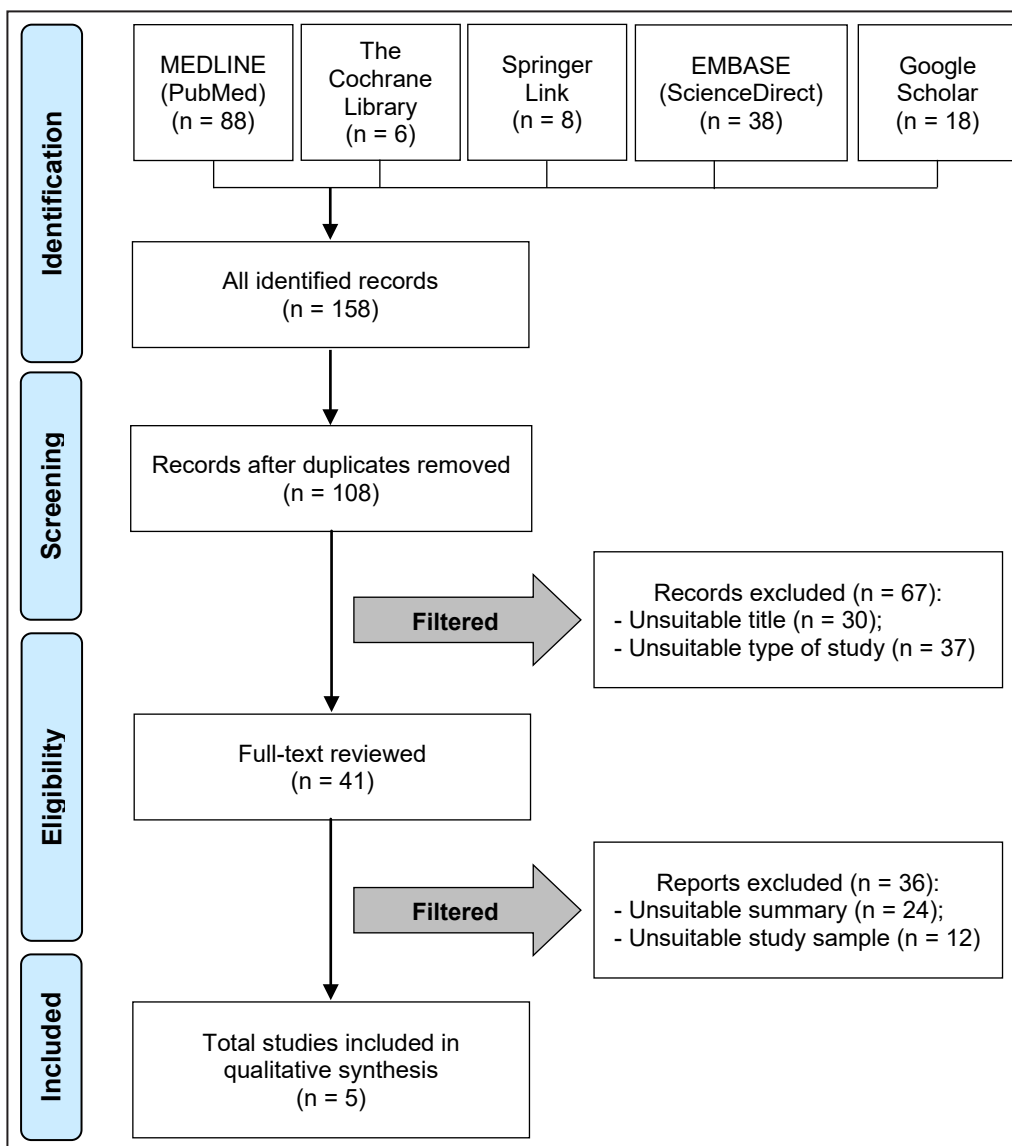 Identification
MEDLINE
(PubMed)
(n = 88)
The
Cochrane
Library
(n = 6)
Springer
Link
(n = 8)
EMBASE
(ScienceDirect)
(n = 38)
Google
Scholar
(n = 18)
All identified records
(n = 158)
Screening
Records after duplicates removed
(n = 108)
Filtered
Records excluded (n = 67):
- Unsuitable title (n = 30);
- Unsuitable type of study (n = 37)
Eligibility
Full-text reviewed
(n = 41)
Filtered
Reports excluded (n = 36):
- Unsuitable summary (n = 24);
- Unsuitable study sample (n = 12)
Included
Total studies included in
qualitative synthesis
(n = 5)